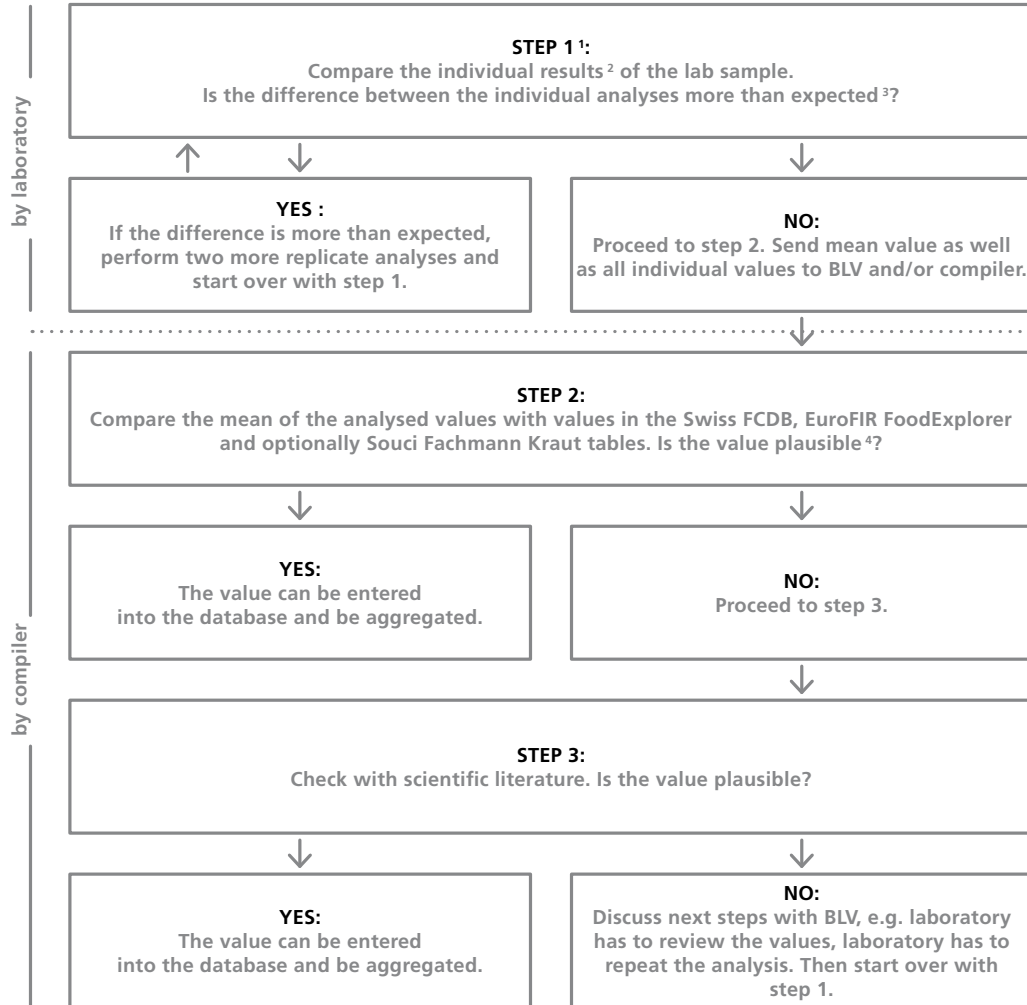 by laboratory
STEP 1 ¹:
Compare the individual results ² of the lab sample.
Is the difference between the individual analyses more than expected ³?
YES :
If the difference is more than expected,
perform two more replicate analyses and
start over with step 1.
NO:
Proceed to step 2. Send mean value as well
as all individual values to BLV and/or compiler.
by compiler
STEP 2:
Compare the mean of the analysed values with values in the Swiss FCDB, EuroFIR FoodExplorer
and optionally Souci Fachmann Kraut tables. Is the value plausible ⁴?
YES:
The value can be entered
into the database and be aggregated.
NO:
Proceed to step 3.
STEP 3:
Check with scientific literature. Is the value plausible?
YES:
The value can be entered
into the database and be aggregated.
NO:
Discuss next steps with BLV, e.g. laboratory
has to review the values, laboratory has to
repeat the analysis. Then start over with
step 1.